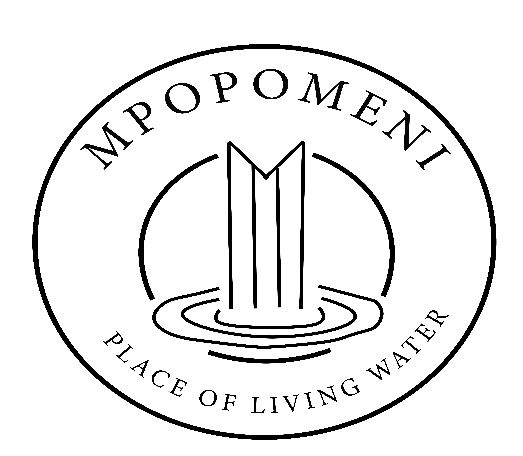 MPOPOMENI
PLACE OF LIVING WATER